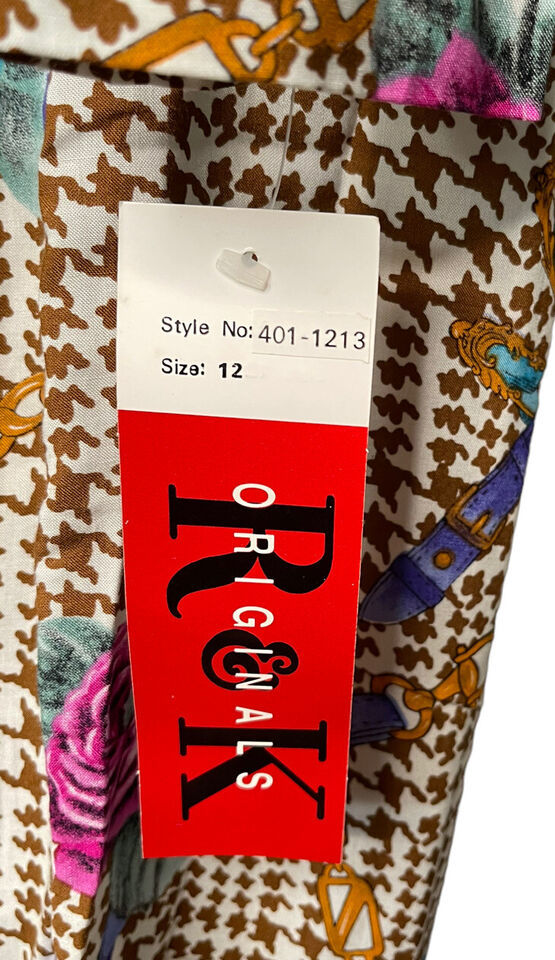 Style No: 401-1213
Size: 12
R&K
ORIGINALS